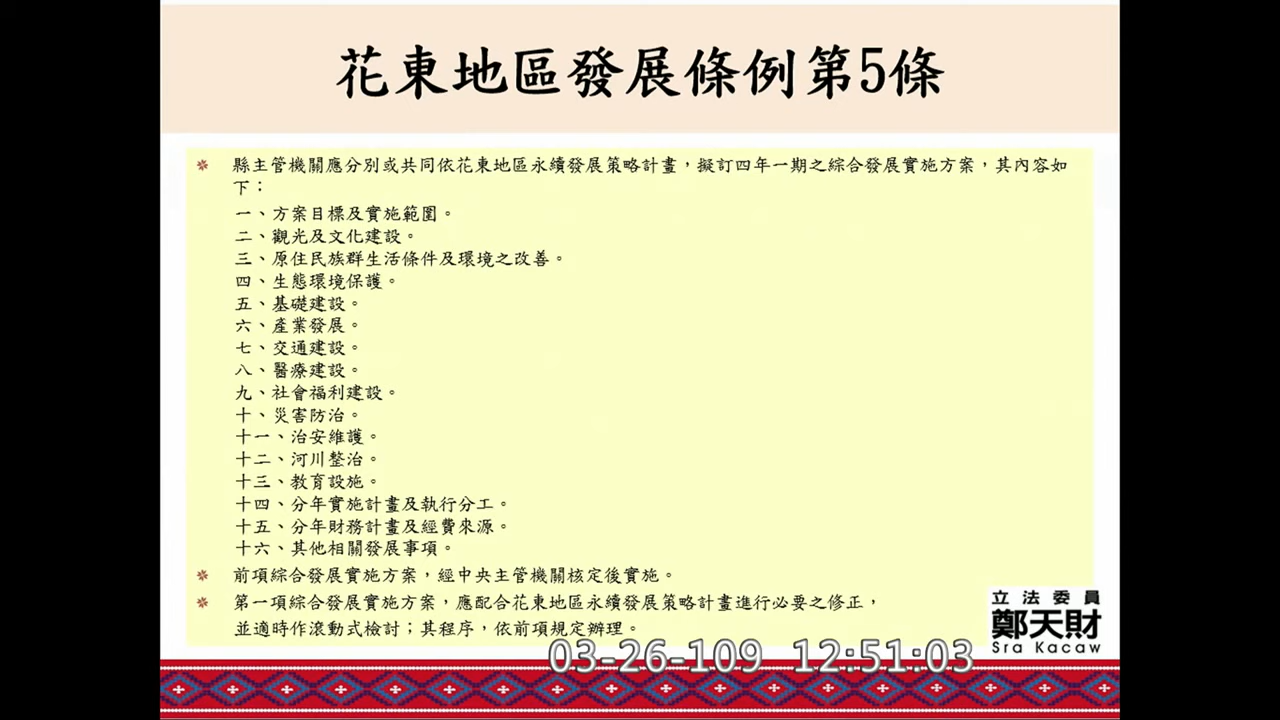 花東地區發展條例第5條
縣主管機關應分別或共同依花東地區永續發展策略計畫，擬訂四年一期之綜合發展實施方案，其內容如
下：
一、方案目標及實施範圍。
二、觀光及文化建設。
三、原住民族群生活條件及環境之改善。
四、生態環境保護。
五、基礎建設。
六、產業發展。
七、交通建設。
八、醫療建設。
九、社會福利建設。
十、災害防治。
十一、治安維護。
十二、河川整治。
十三、教育設施。
十四、分年實施計畫及執行分工。
十五、分年財務計畫及經費來源。
十六、其他相關發展事項。
前項綜合發展實施方案，經中央主管機關核定後實施。
第一項綜合發展實施方案，應配合花東地區永續發展策略計畫進行必要之修正，
並適時作滾動式檢討；其程序，依前項規定辦理。
立法委員
鄭天財
Sra Kacaw
03-26-109 12:51:03